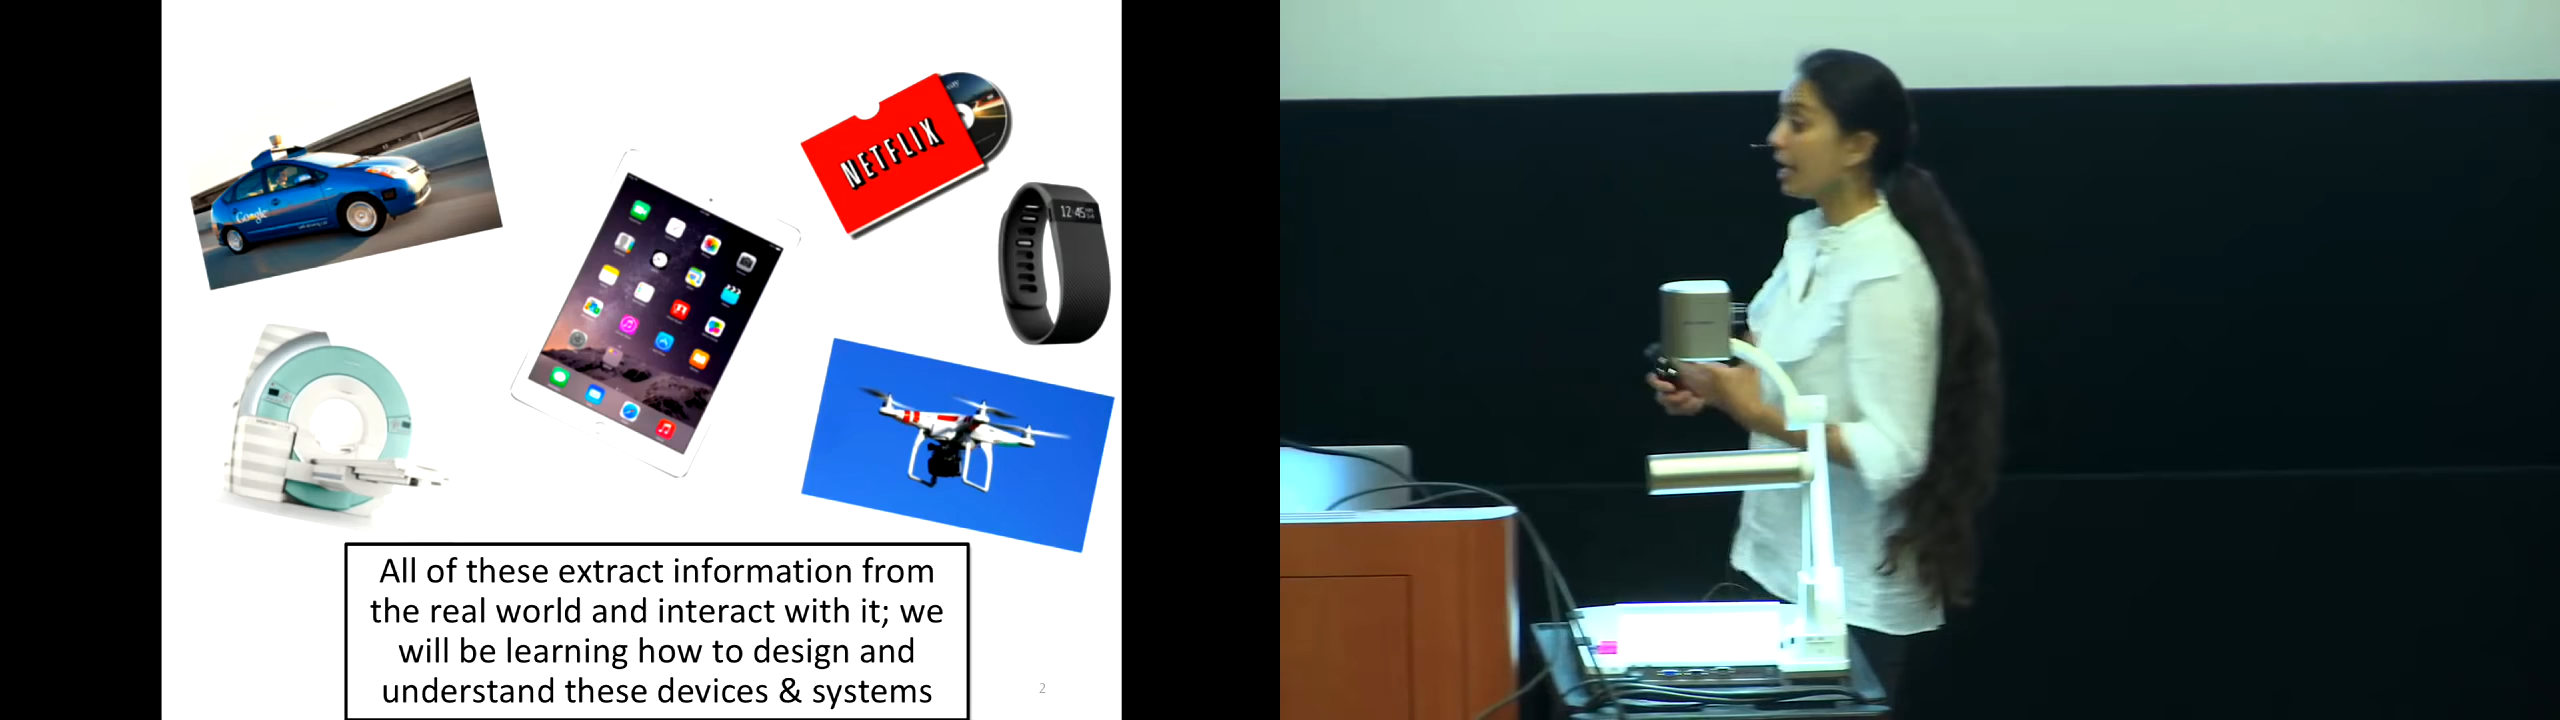 Google
NETFLIX
12:45
All of these extract information from
the real world and interact with it; we
will be learning how to design and
understand these devices & systems
2